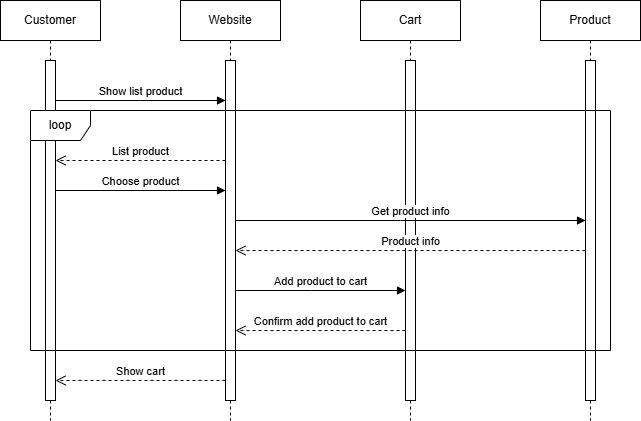 Customer
Website
Cart
Product
Show list product
loop
List product
Choose product
Get product info
Product info
Add product to cart
Confirm add product to cart
Show cart